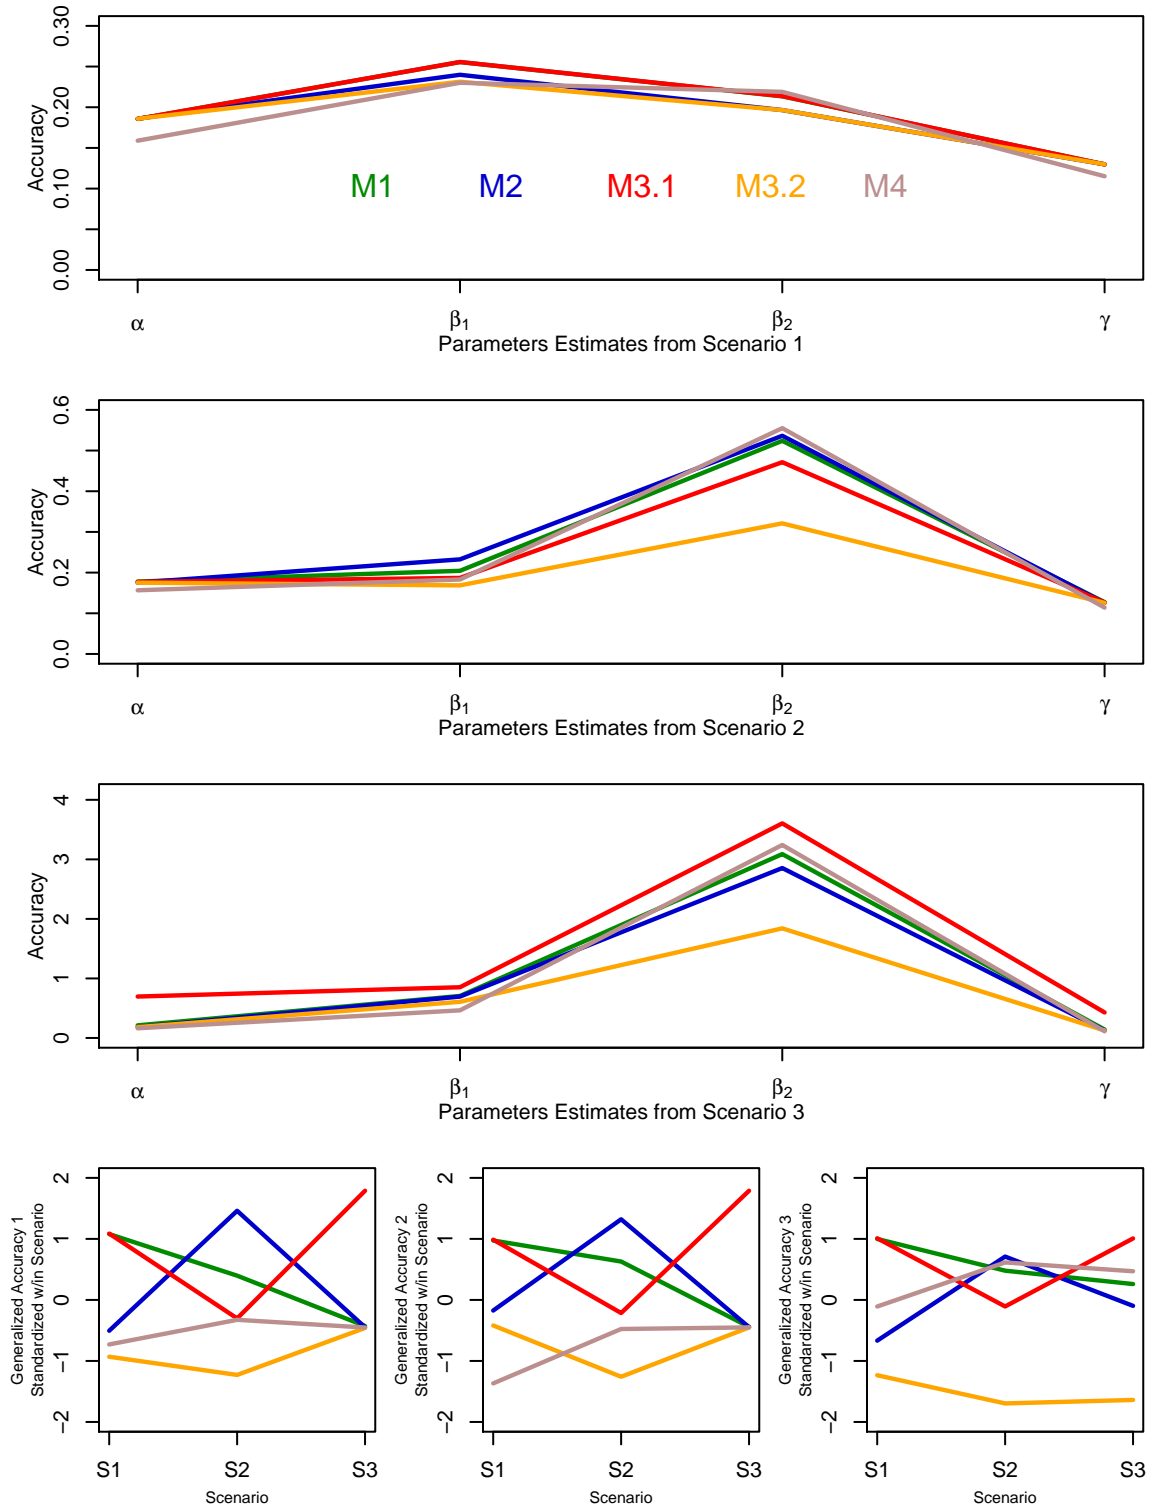 0.00 0.10 0.20 0.30
Accuracy
M1 M2 M3.1 M3.2 M4
α β1 β2 γ
Parameters Estimates from Scenario 1
0.0 0.2 0.4 0.6
Accuracy
α β1 β2 γ
Parameters Estimates from Scenario 2
0 1 2 3 4
Accuracy
α β1 β2 γ
Parameters Estimates from Scenario 3
−2 −1 0 1 2
Generalized Accuracy 1
Standardized w/in Scenario
S1 S2 S3
Scenario
−2 −1 0 1 2
Generalized Accuracy 2
Standardized w/in Scenario
S1 S2 S3
Scenario
−2 −1 0 1 2
Generalized Accuracy 3
Standardized w/in Scenario
S1 S2 S3
Scenario